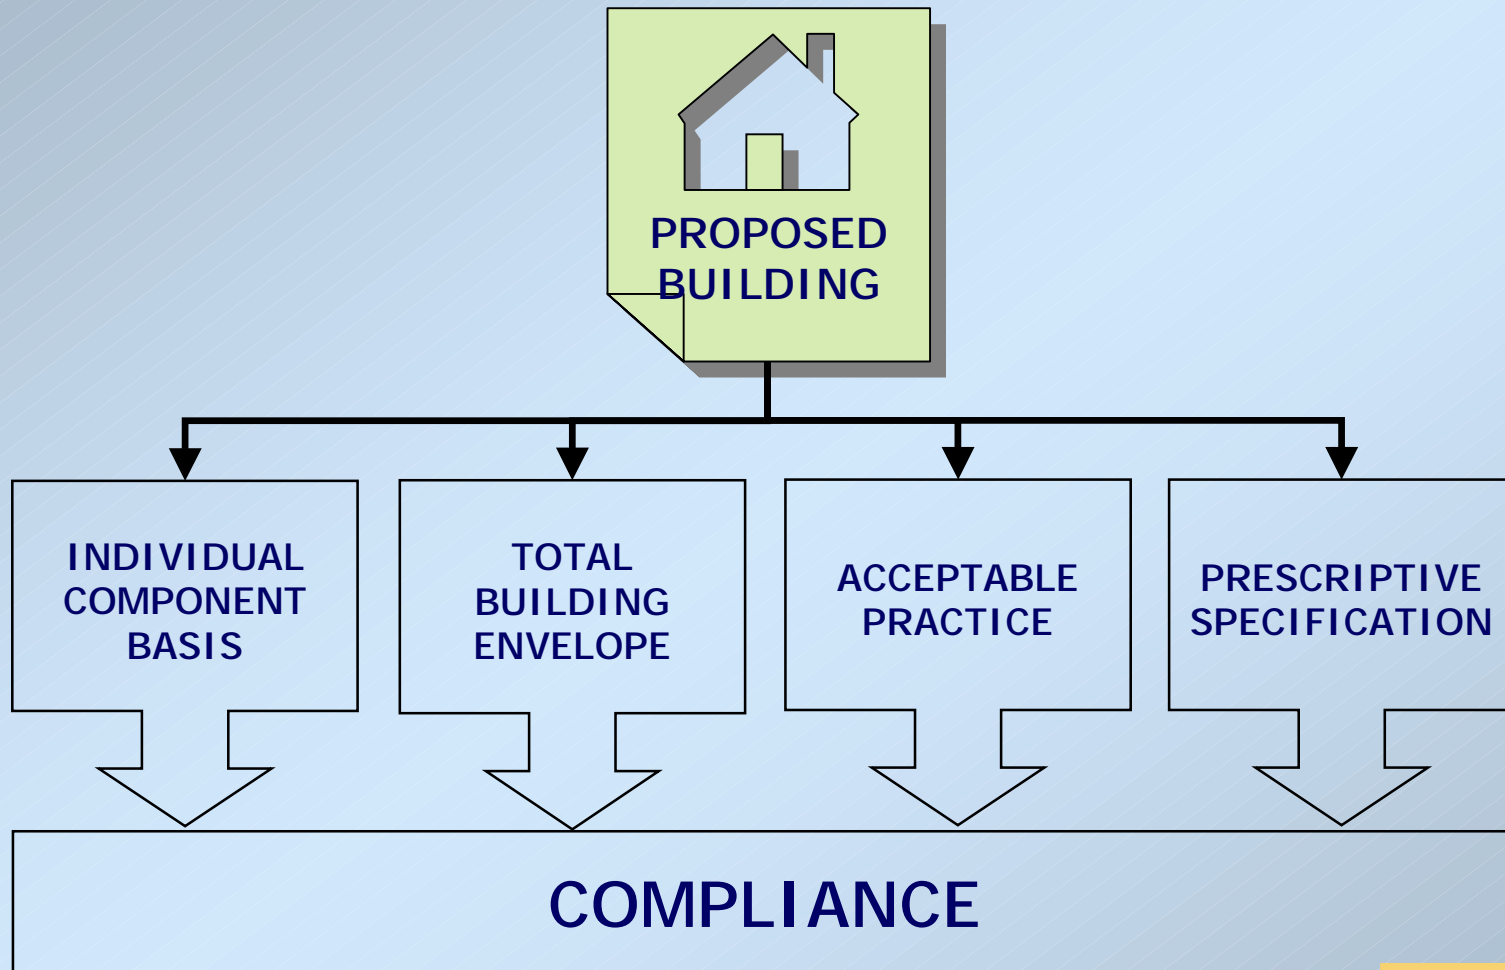 PROPOSED
BUILDING
INDIVIDUAL
COMPONENT
BASIS
TOTAL
BUILDING
ENVELOPE
ACCEPTABLE
PRACTICE
PRESCRIPTIVE
SPECIFICATION
COMPLIANCE